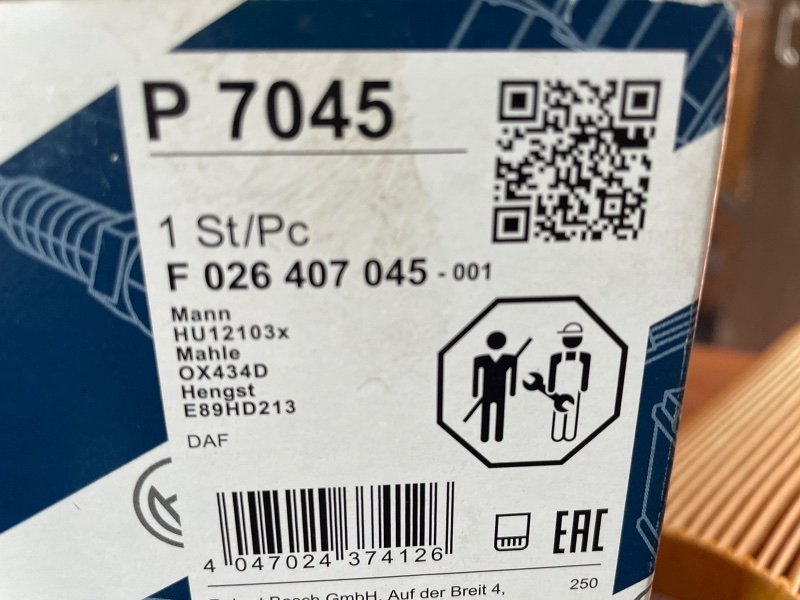 P 7045
1 St/Pc
F 026 407 045 - 001
Mann
HU12103x
Mahle
OX434D
Hengst
E89HD213
DAF
4 047024 374126
EAC
Bosch GmbH, Auf der Breit 4,
250